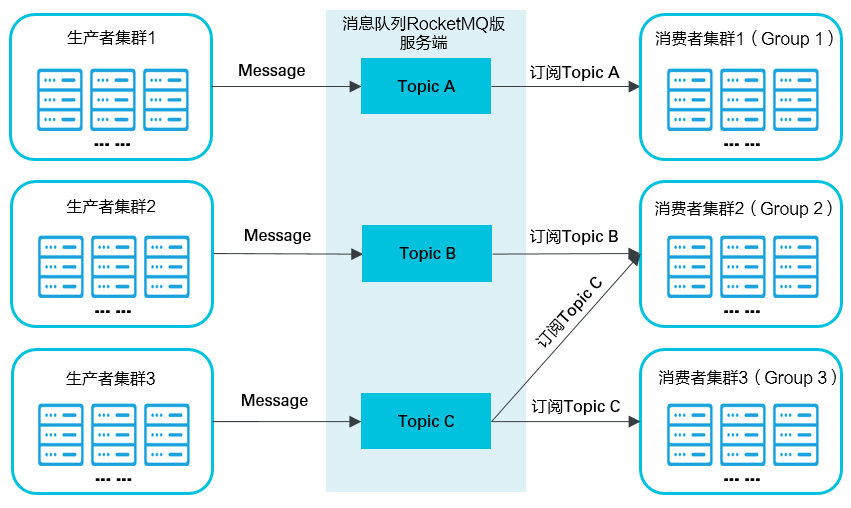 生产者集群1
... ...
Message
消息队列RocketMQ版
服务端
Topic A
订阅Topic A
消费者集群1（Group 1）
... ...
生产者集群2
... ...
Message
Topic B
订阅Topic B
消费者集群2（Group 2）
... ...
订阅Topic C
生产者集群3
... ...
Message
Topic C
订阅Topic C
消费者集群3（Group 3）
... ...